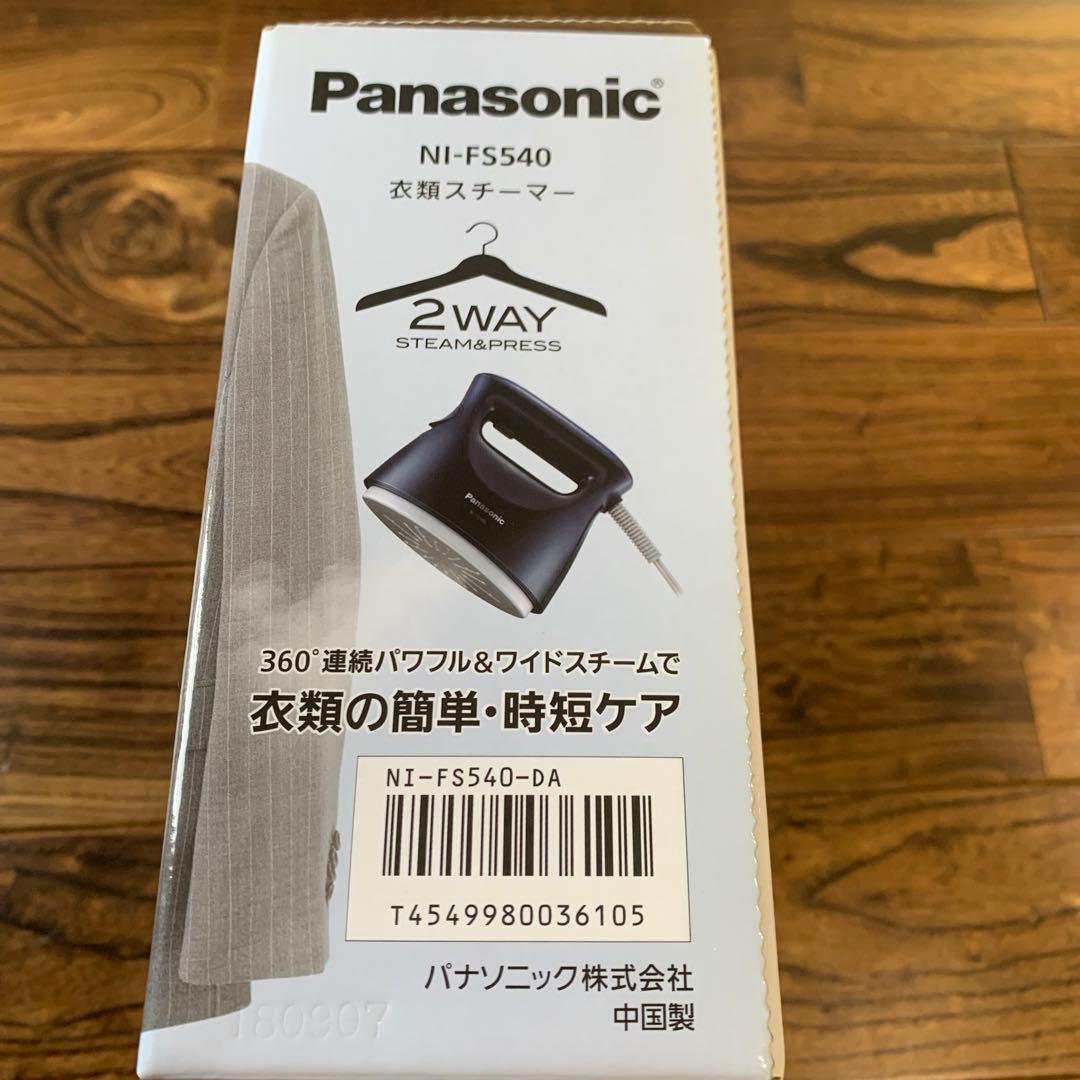 Panasonic®
NI-FS540
衣類スチーマー
2WAY
STEAM&PRESS
Panasonic
360°連続パワフル&ワイドスチームで
衣類の簡単・時短ケア
NI-FS540-DA
T4549980036105
パナソニック株式会社
中国製
180907